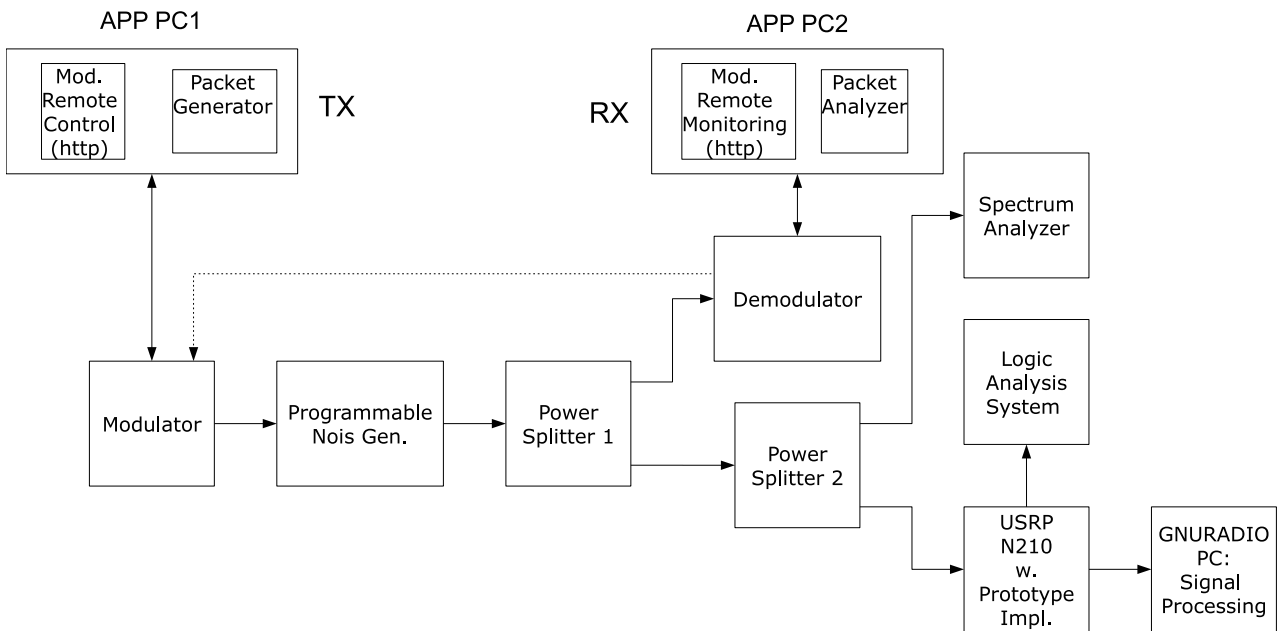 APP PC1
APP PC2
Mod.
Remote
Control
(http)
Packet
Generator
TX
RX
Mod.
Remote
Monitoring
(http)
Packet
Analyzer
Spectrum
Analyzer
Demodulator
Logic
Analysis
System
Modulator
Programmable
Nois Gen.
Power
Splitter 1
Power
Splitter 2
USRP
N210
w.
Prototype
Impl.
GNURADIO
PC:
Signal
Processing